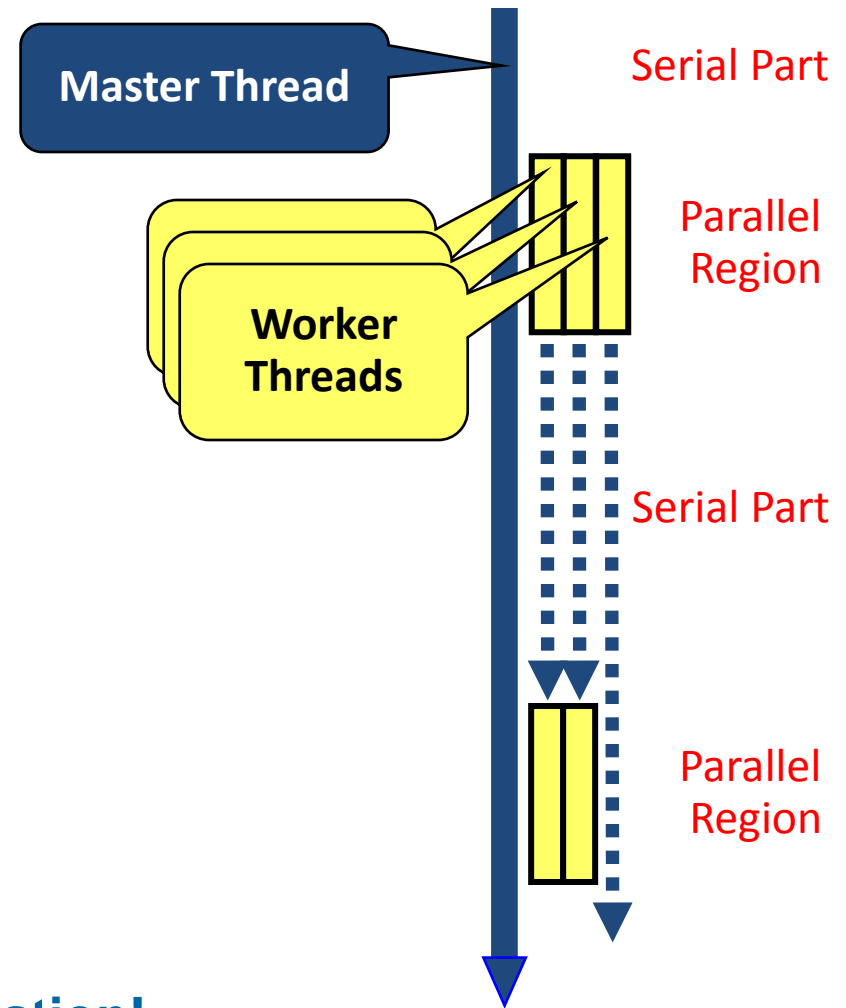 Serial Part
Master Thread
Parallel
Region
Worker
Threads
Serial Part
Parallel
Region